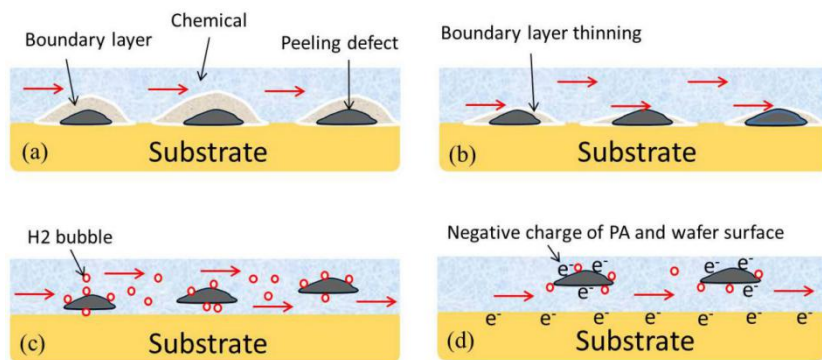 Boundary layer
Chemical
Peeling defect
(a)
Substrate
Boundary layer thinning
(b)
Substrate
H2 bubble
(c)
Substrate
Negative charge of PA and wafer surface
e- e-
e-
e- e-
e-
e- e- e- e- e- e- e-
(d)
Substrate